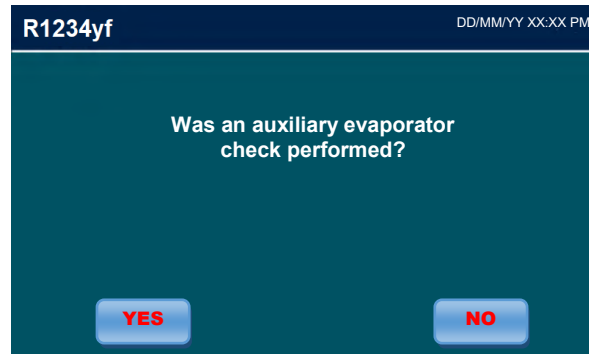 R1234yf
DD/MM/YY XX:XX PM
Was an auxiliary evaporator
check performed?
YES
NO